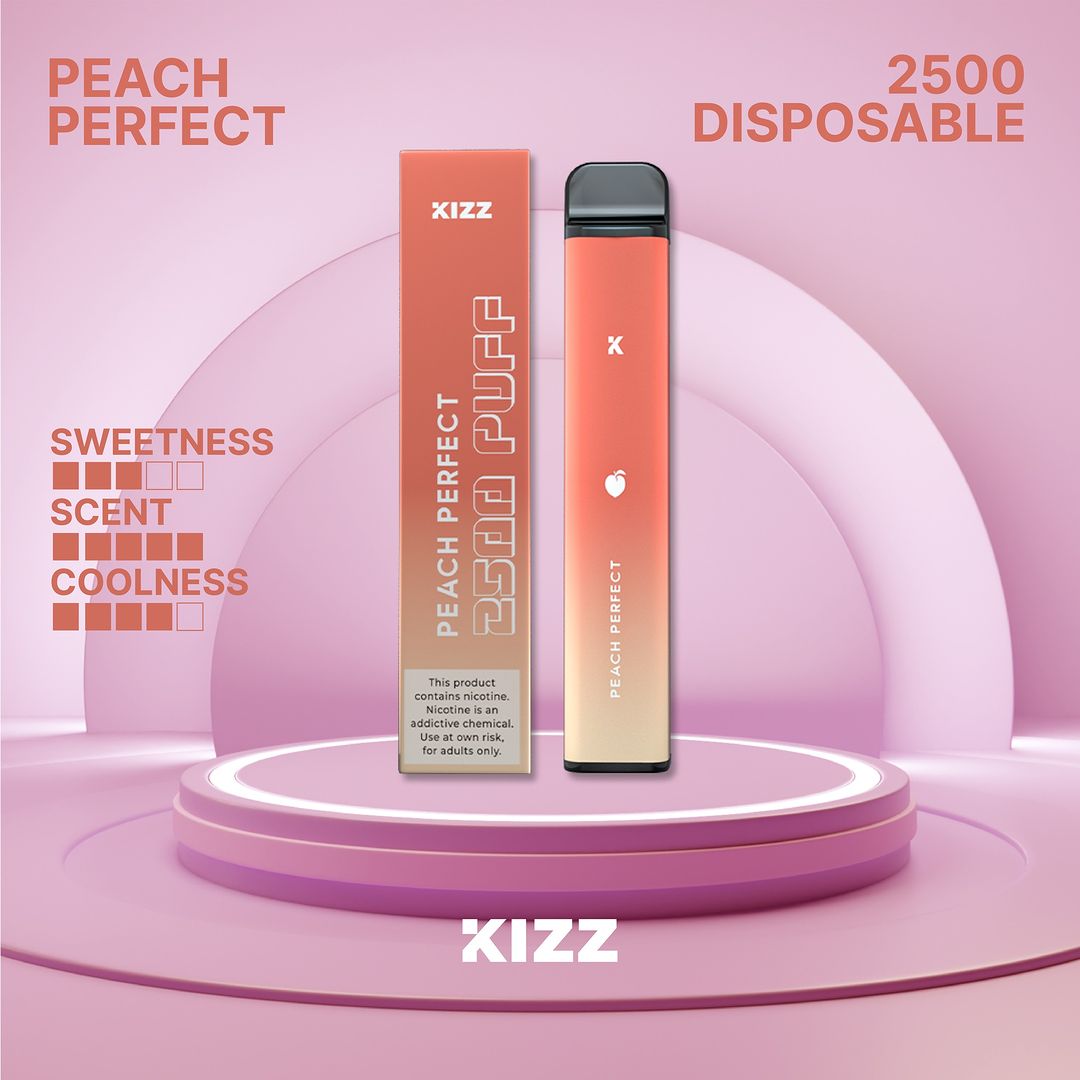 PEACH
PERFECT
2500
DISPOSABLE
KIZZ
PEACH PERFECT
2500 PUFF
This product
contains nicotine.
Nicotine is an
addictive chemical.
Use at own risk,
for adults only.
K
PEACH PERFECT
SWEETNESS
SCENT
COOLNESS
KIZZ